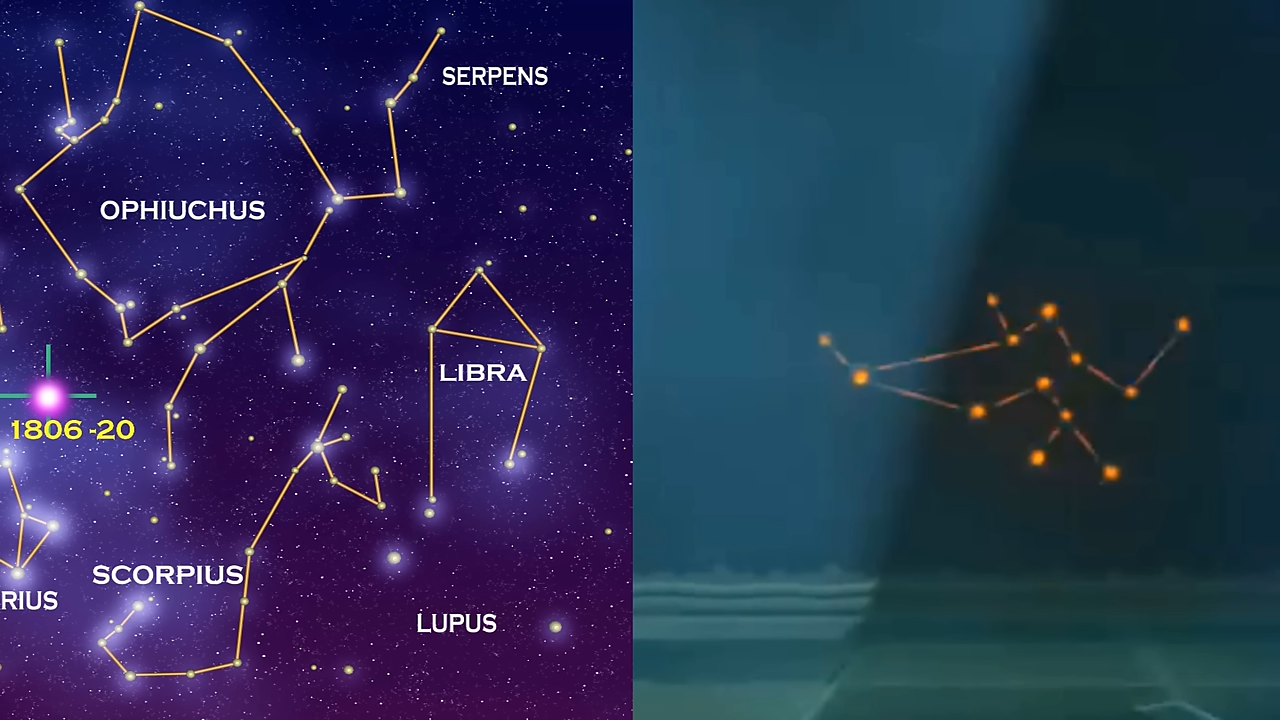 SERPENS
OPHIUCHUS
LIBRA
1806 -20
SCORPIUS
RIUS
LUPUS